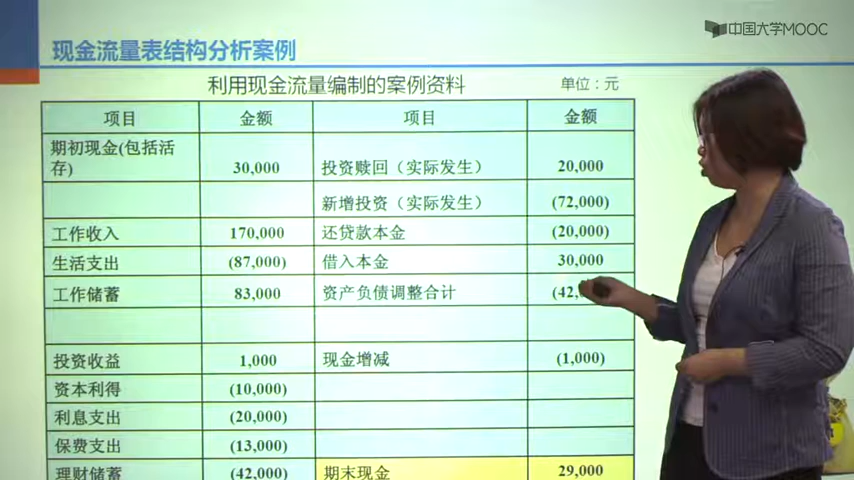 中国大学MOOC
现金流量表结构分析案例
利用现金流量编制的案例资料 单位：元
项目 金额 项目 金额
期初现金(包括活
存) 30,000 投资赎回（实际发生） 20,000
新增投资（实际发生） (72,000)
工作收入 170,000 还贷款本金 (20,000)
生活支出 (87,000) 借入本金 30,000
工作储蓄 83,000 资产负债调整合计 (42,
投资收益 1,000 现金增减 (1,000)
资本利得 (10,000)
利息支出 (20,000)
保费支出 (13,000)
理财储蓄 (42,000) 期末现金 29,000